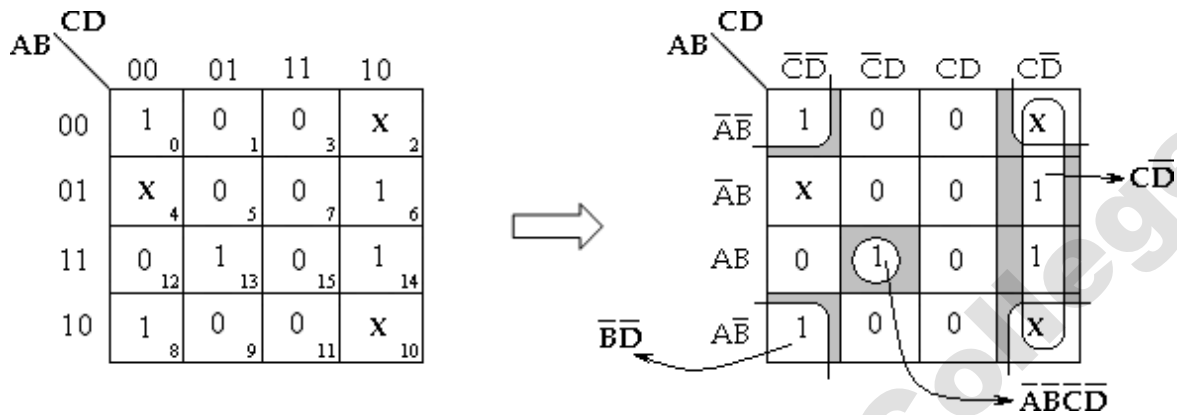 CD
AB
00 01 11 10
00 1 0 0 1 0 3 X 2
01 X 4 0 5 0 7 1 6
11 0 12 1 13 0 15 1 14
10 1 8 0 9 0 11 X 10
CD
AB
C̅D̅ C̅D CD CD̅
A̅B̅ 1 0 0 X
A̅B X 0 0 1
AB 0 1 0 1
AB̅ 1 0 0 X
CD̅
B̅D̅
A̅B̅C̅D̅
College